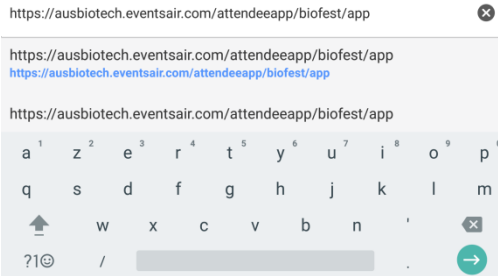 https://ausbiotech.eventsair.com/attendeeapp/biofest/app
https://ausbiotech.eventsair.com/attendeeapp/biofest/app
https://ausbiotech.eventsair.com/attendeeapp/biofest/app
https://ausbiotech.eventsair.com/attendeeapp/biofest/app
a 1 z 2 e 3 r 4 t 5 y 6 u 7 i 8 o 9 p
q s d f g h j k l m
w x c v b n '
?1☺ / .